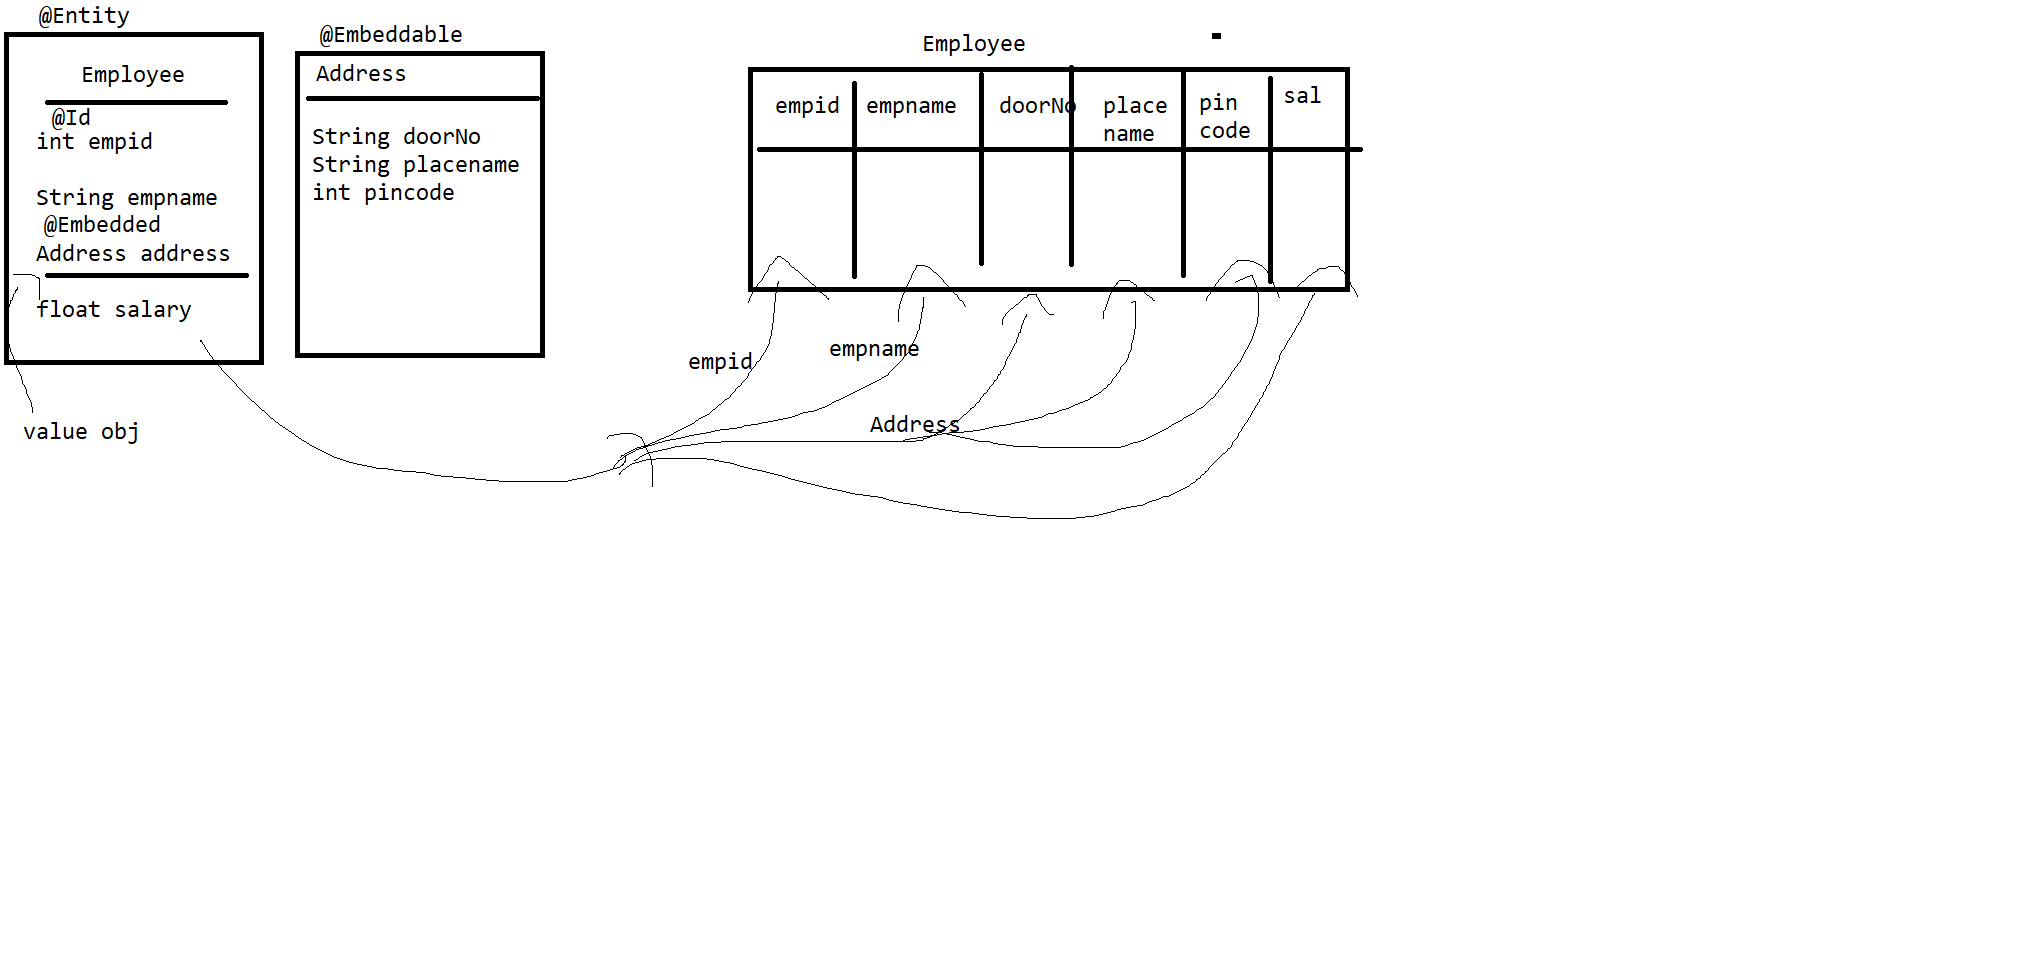 @Entity
Employee
@Id
int empid
String empname
@Embedded
Address address
float salary
value obj
@Embeddable
Address
String doorNo
String placename
int pincode
Employee
empid
empname
doorNo
place
name
pin
code
sal
empid
empname
Address